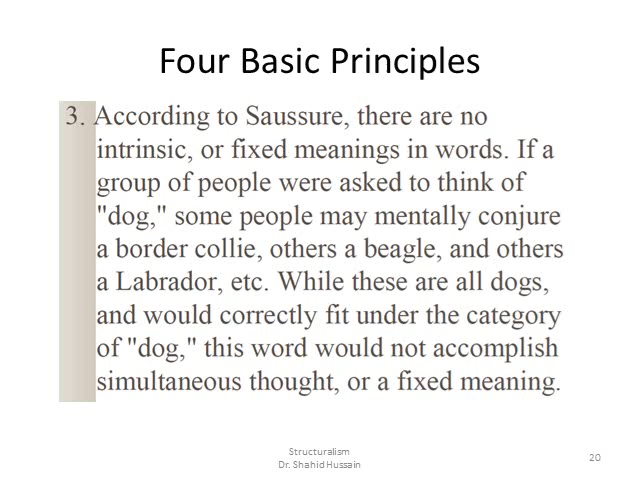 Four Basic Principles
3. According to Saussure, there are no
intrinsic, or fixed meanings in words. If a
group of people were asked to think of
"dog," some people may mentally conjure
a border collie, others a beagle, and others
a Labrador, etc. While these are all dogs,
and would correctly fit under the category
of "dog," this word would not accomplish
simultaneous thought, or a fixed meaning.
Structuralism
Dr. Shahid Hussain
20